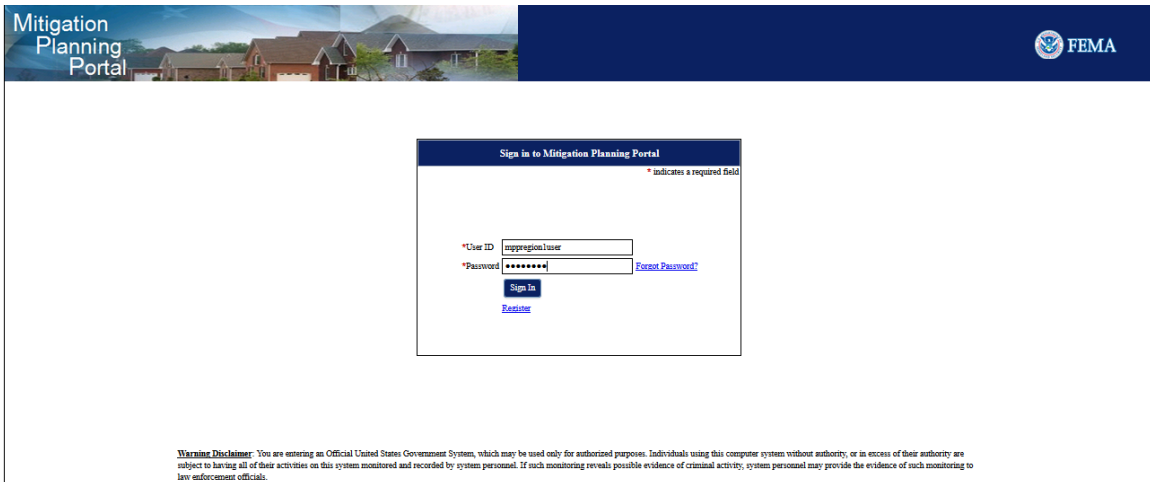 Mitigation
Planning
Portal
FEMA
Sign in to Mitigation Planning Portal
* indicates a required field
*User ID mppregion1user
*Password ●●●●●●●● Forgot Password?
Sign In
Register
Warning Disclaimer: You are entering an Official United States Government System, which may be used only for authorized purposes. Individuals using this computer system without authority, or in excess of their authority are
subject to having all of their activities on this system monitored and recorded by system personnel. If such monitoring reveals possible evidence of criminal activity, system personnel may provide the evidence of such monitoring to
law enforcement officials.